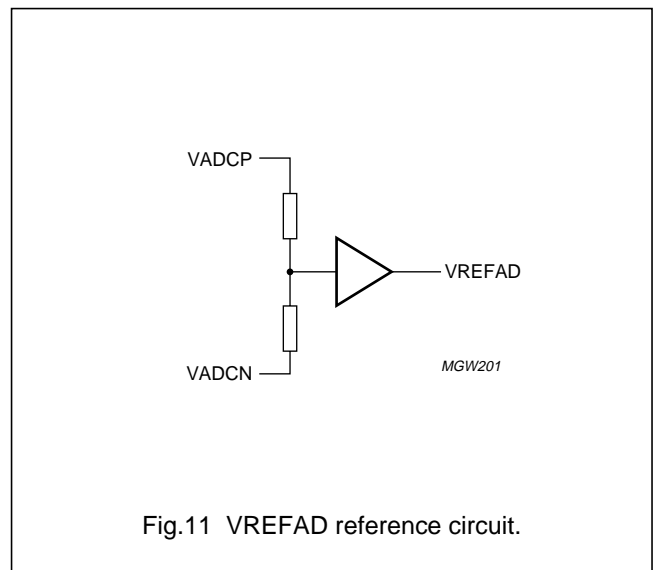 VADCP
VREFAD
VADCN
MGW201
Fig.11 VREFAD reference circuit.